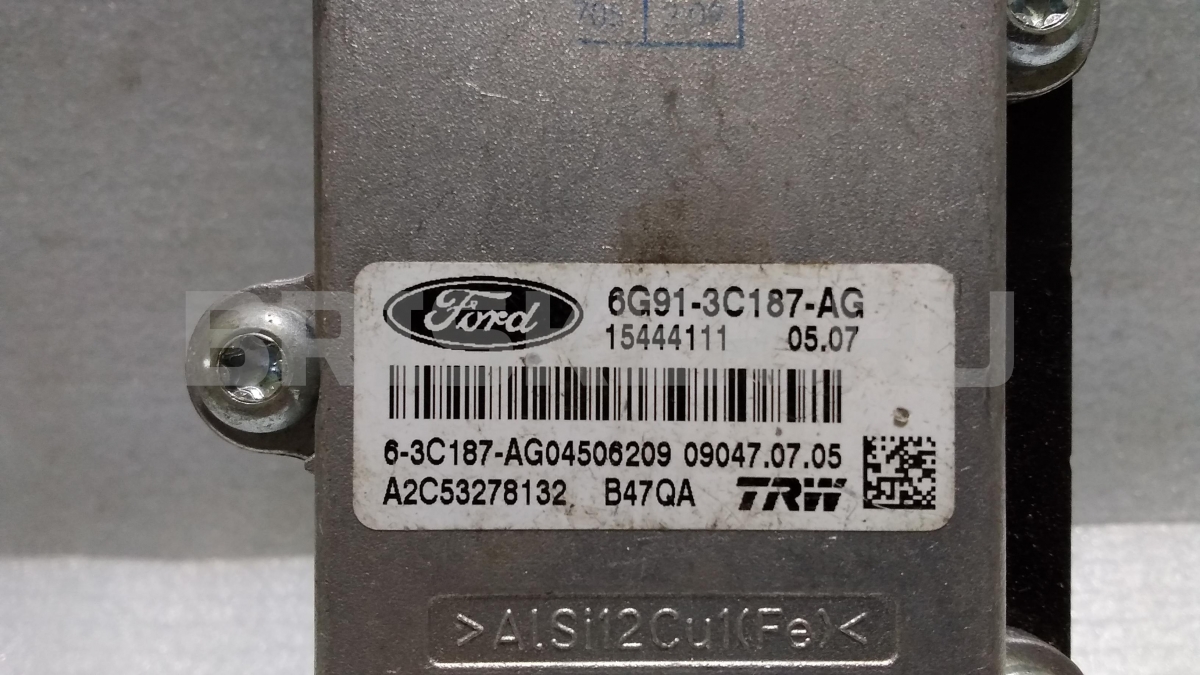 Ford
6G91-3C187-AG
15444111 05.07
6-3C187-AG04506209 09047.07.05
A2C53278132 B47QA TRW
>AlSi12Cu1(Fe)<